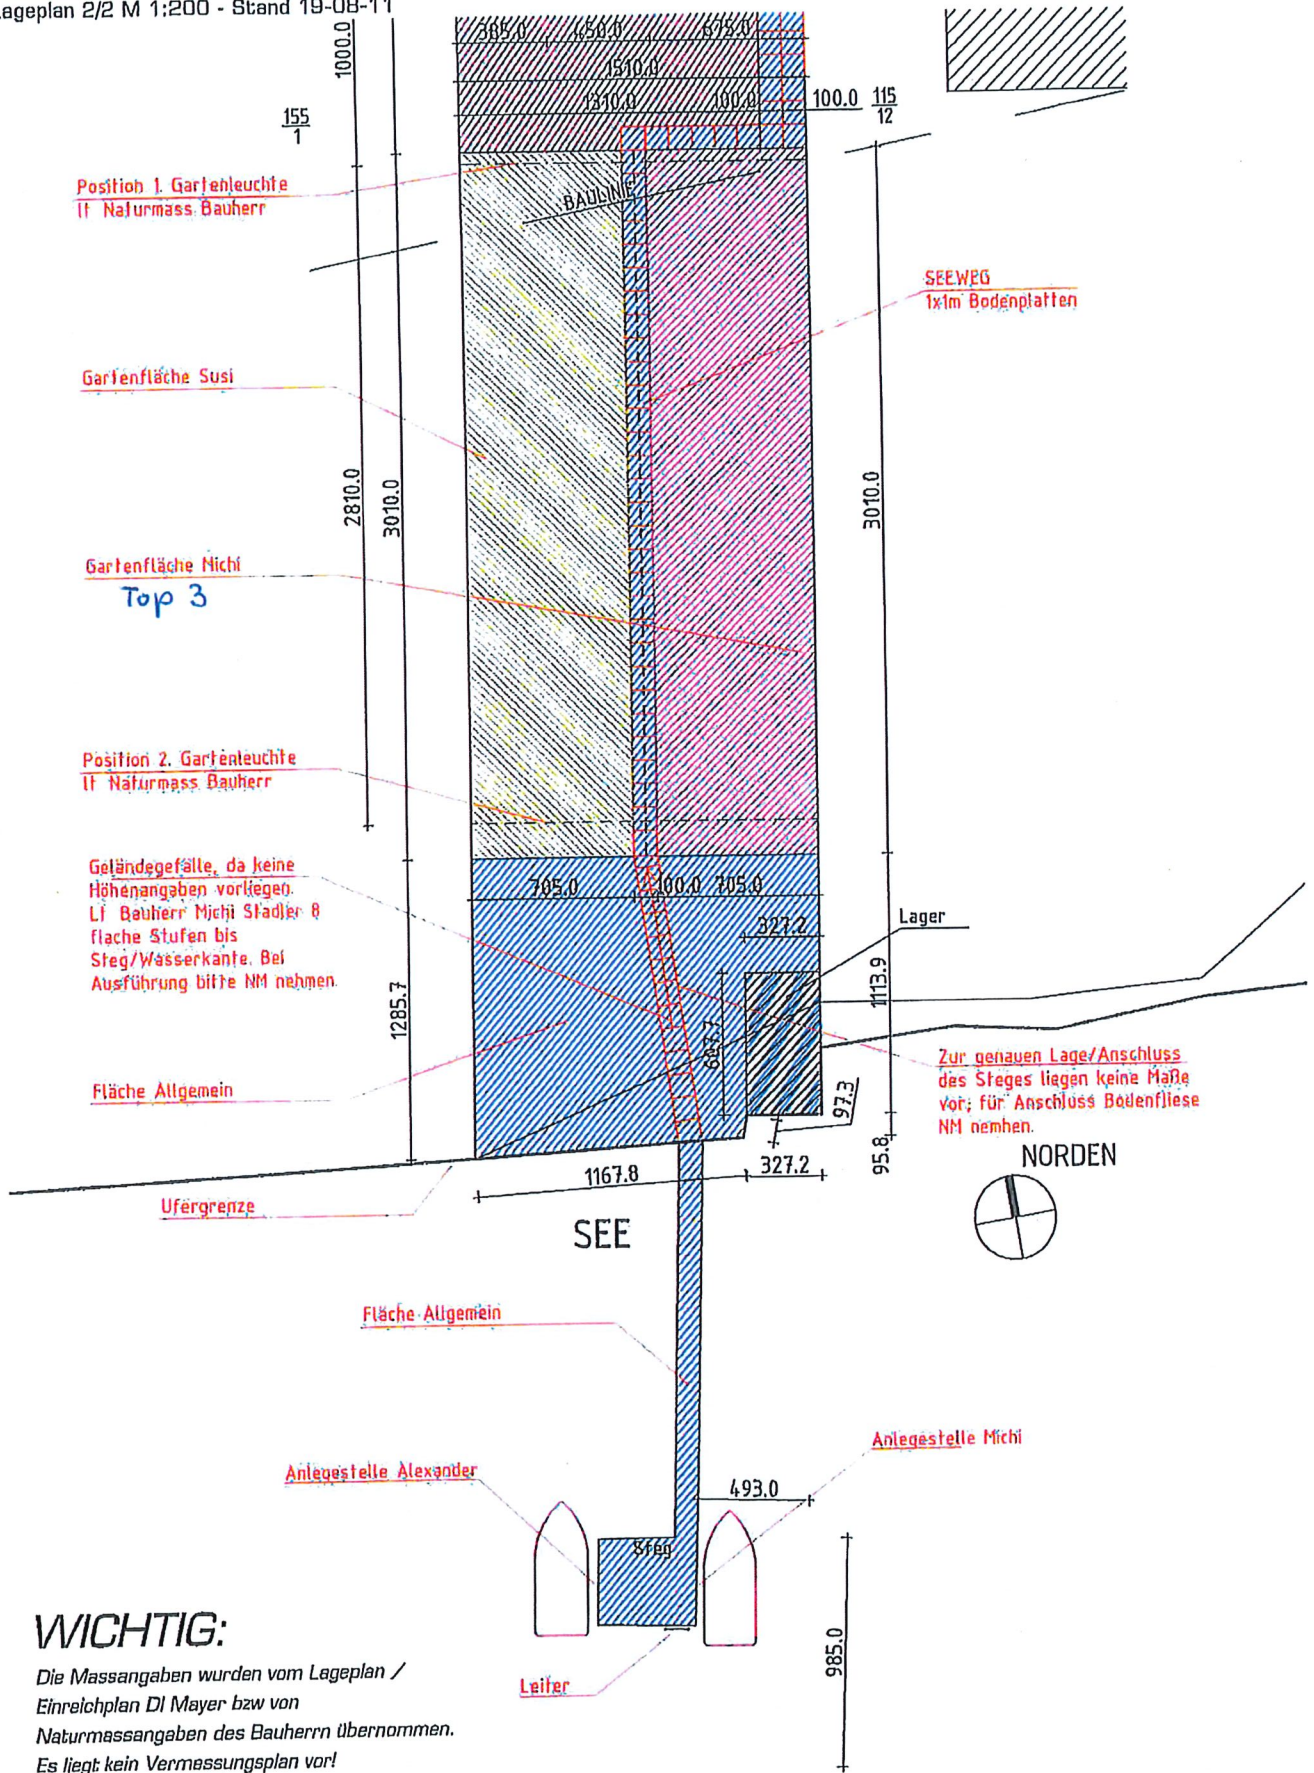 Lageplan 2/2 M 1:200 - Stand 19-08-11
1000.0
385.0 450.0 675.0
1510.0
1310.0 100.0 100.0
115
12
155
1
Position 1. Gartenleuchte
lt Naturmass Bauherr
BAULINIE
SEEWEG
1x1m Bodenplatten
Gartenfläche Susi
2810.0
3010.0
3010.0
Gartenfläche Michi
Top 3
Position 2. Gartenleuchte
lt Naturmass Bauherr
Geländegefälle, da keine
Höhenangaben vorliegen.
Lt Bauherr Michi Stadler 8
flache Stufen bis
Steg/Wasserkante. Bei
Ausführung bitte NM nehmen.
705.0 100.0 705.0
327.2
Lager
1285.7
1113.9
Fläche Allgemein
97.3
95.8
Zur genauen Lage/Anschluss
des Steges liegen keine Maße
vor; für Anschluss Bodenfliese
NM nemhen.
NORDEN
1167.8
327.2
Ufergrenze
SEE
Fläche Allgemein
Anlegestelle Michi
Anlegestelle Alexander
493.0
Steg
985.0
Leiter
WICHTIG:
Die Massangaben wurden vom Lageplan /
Einreichplan DI Mayer bzw von
Naturmassangaben des Bauherrn übernommen.
Es liegt kein Vermessungsplan vor!